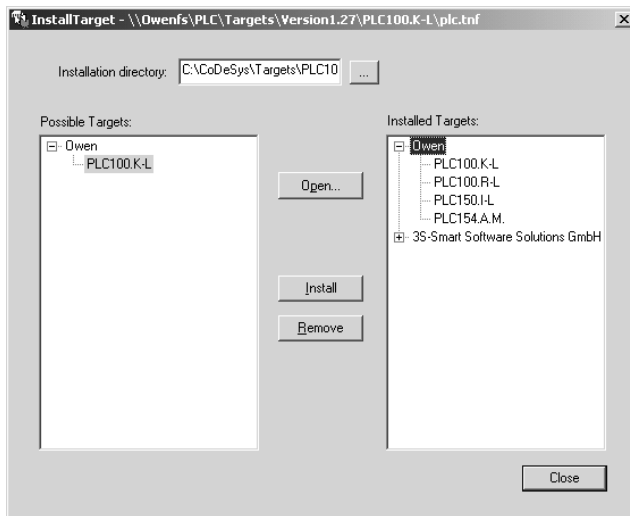 InstallTarget - \\Owenfs\PLC\Targets\Version1.27\PLC100.K-L\plc.tnf
Installation directory: C:\CoDeSys\Targets\PLC10 ...
Possible Targets:
Owen
PLC100.K-L
Open...
Install
Remove
Installed Targets:
Owen
PLC100.K-L
PLC100.R-L
PLC150.I-L
PLC154.A.M.
3S-Smart Software Solutions GmbH
Close